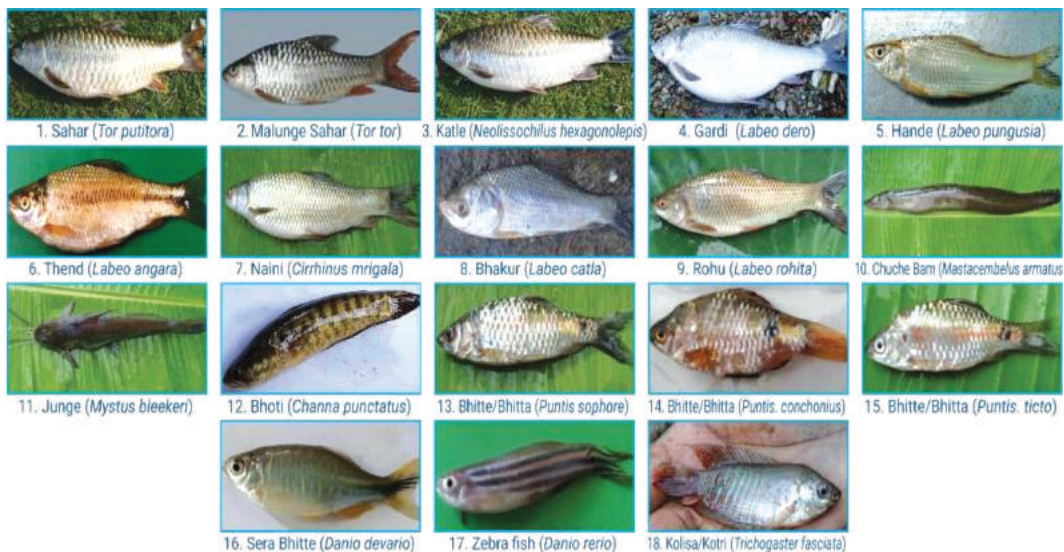 1. Sahar (Tor putitora)
2. Malunge Sahar (Tor tor)
3. Katle (Neolissochilus hexagonolepis)
4. Gardi (Labeo dero)
5. Hande (Labeo pungusia)
6. Thend (Labeo angara)
7. Naini (Cirrhinus mrigala)
8. Bhakur (Labeo catla)
9. Rohu (Labeo rohita)
10. Chuche Bam (Mastacembelus armatus)
11. Junge (Mystus bleekeri)
12. Bhoti (Channa punctatus)
13. Bhitte/Bhitta (Puntis sophore)
14. Bhitte/Bhitta (Puntis. conchonius)
15. Bhitte/Bhitta (Puntis. ticto)
16. Sera Bhitte (Danio devario)
17. Zebra fish (Danio rerio)
18. Kolisa/Kotri (Trichogaster fasciata)